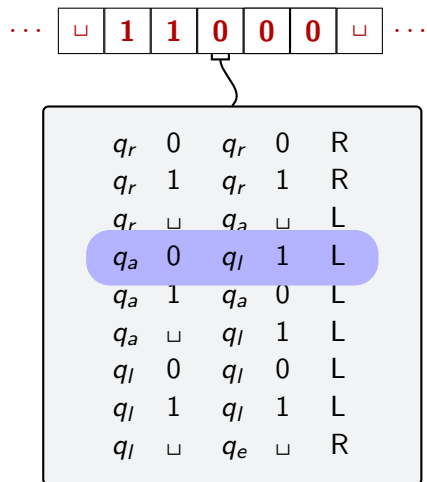 ··· ␣ 1 1 0 0 0 ␣ ···
q_r 0 q_r 0 R
q_r 1 q_r 1 R
q_r ␣ q_a ␣ L
q_a 0 q_l 1 L
q_a 1 q_a 0 L
q_a ␣ q_l 1 L
q_l 0 q_l 0 L
q_l 1 q_l 1 L
q_l ␣ q_e ␣ R